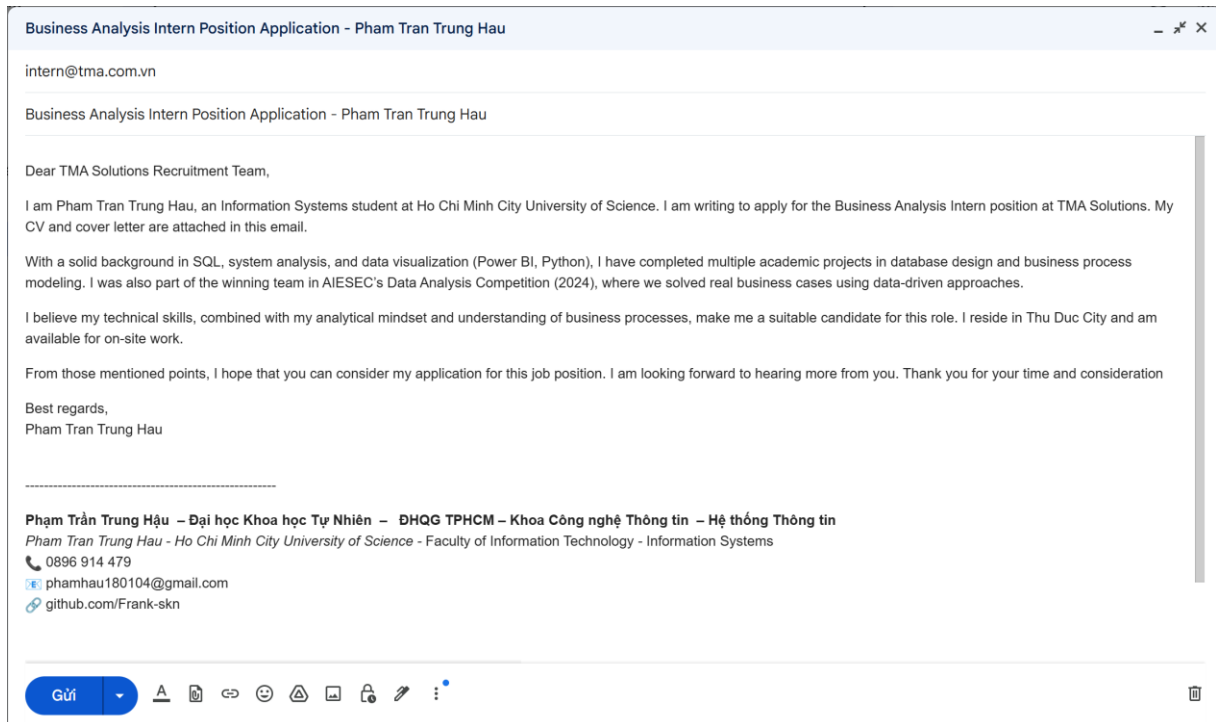 Business Analysis Intern Position Application - Pham Tran Trung Hau
intern@tma.com.vn
Business Analysis Intern Position Application - Pham Tran Trung Hau
Dear TMA Solutions Recruitment Team,
I am Pham Tran Trung Hau, an Information Systems student at Ho Chi Minh City University of Science. I am writing to apply for the Business Analysis Intern position at TMA Solutions. My
CV and cover letter are attached in this email.
With a solid background in SQL, system analysis, and data visualization (Power BI, Python), I have completed multiple academic projects in database design and business process
modeling. I was also part of the winning team in AIESEC's Data Analysis Competition (2024), where we solved real business cases using data-driven approaches.
I believe my technical skills, combined with my analytical mindset and understanding of business processes, make me a suitable candidate for this role. I reside in Thu Duc City and am
available for on-site work.
From those mentioned points, I hope that you can consider my application for this job position. I am looking forward to hearing more from you. Thank you for your time and consideration
Best regards,
Pham Tran Trung Hau
------------------------------------------------------
Phạm Trần Trung Hậu – Đại học Khoa học Tự Nhiên – ĐHQG TPHCM – Khoa Công nghệ Thông tin – Hệ thống Thông tin
Pham Tran Trung Hau - Ho Chi Minh City University of Science - Faculty of Information Technology - Information Systems
📞 0896 914 479
📧 phamhau180104@gmail.com
🔗 github.com/Frank-skn
Gửi